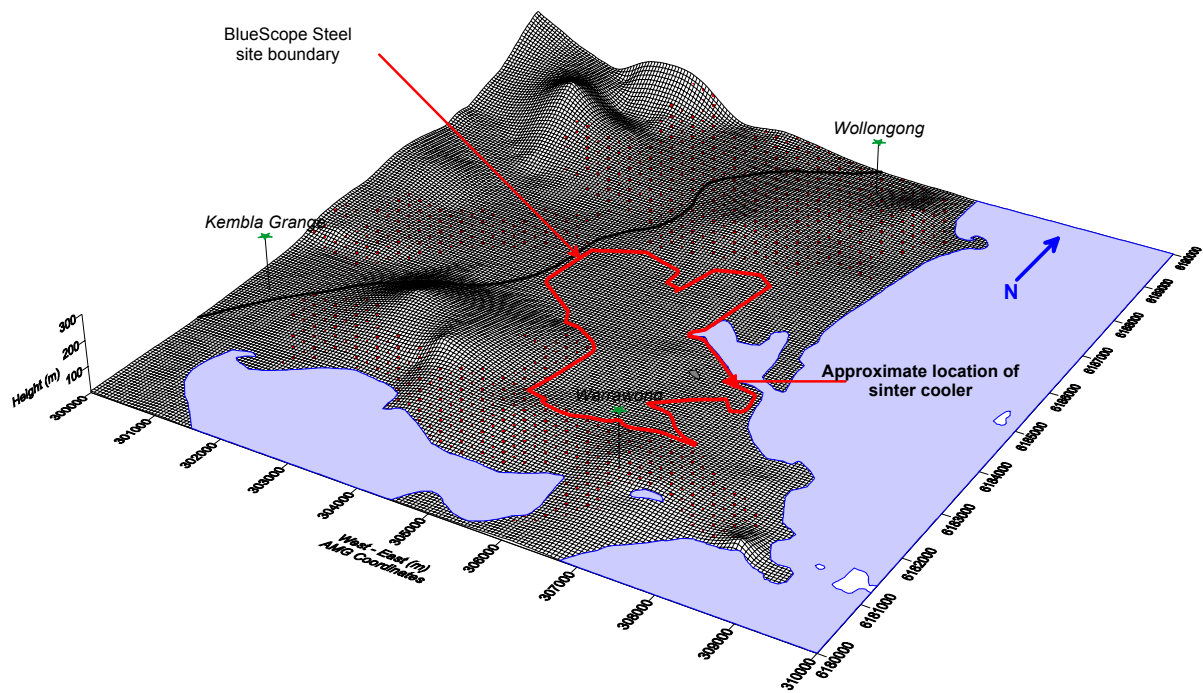 BlueScope Steel
site boundary
Wollongong
Kembla Grange
N
Approximate location of
sinter cooler
Warrawong
300
200
100
Height (m)
300000
301000
302000
303000
304000
305000
306000
307000
308000
309000
310000
West - East (m)
AMG Coordinates
6180000
6181000
6182000
6183000
6184000
6185000
6186000
6187000
6188000
6189000
6190000